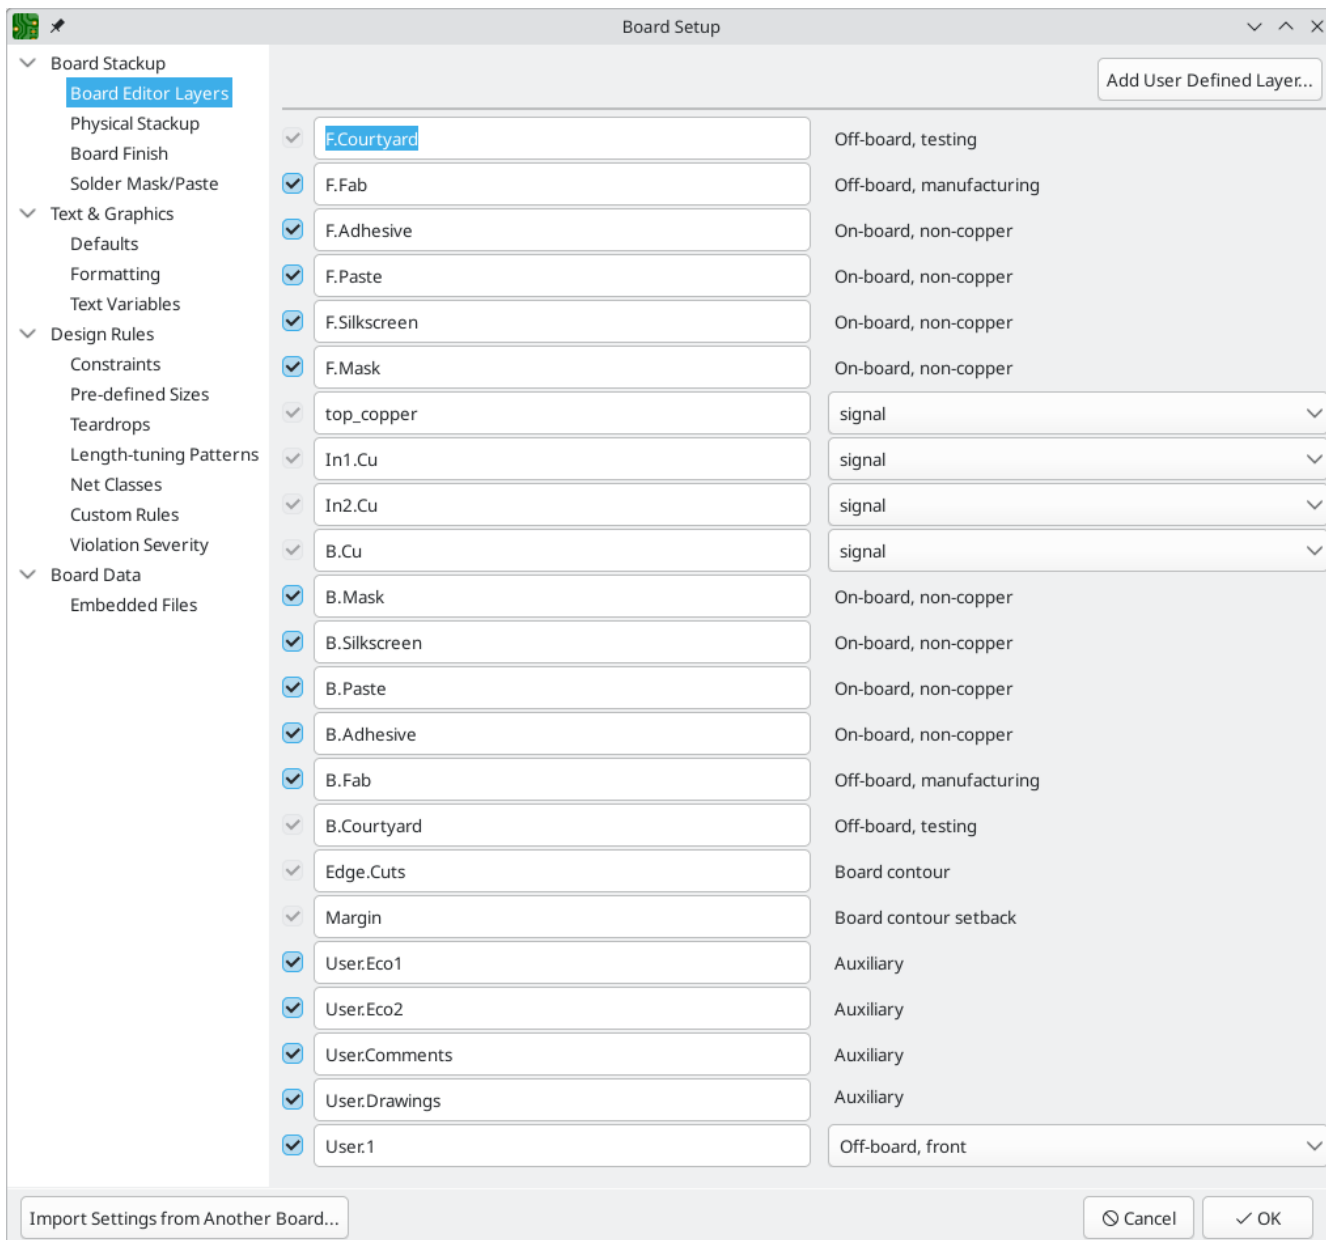 Board Setup
Board Stackup
Board Editor Layers
Physical Stackup
Board Finish
Solder Mask/Paste
Text & Graphics
Defaults
Formatting
Text Variables
Design Rules
Constraints
Pre-defined Sizes
Teardrops
Length-tuning Patterns
Net Classes
Custom Rules
Violation Severity
Board Data
Embedded Files
Add User Defined Layer...
F.Courtyard Off-board, testing
F.Fab Off-board, manufacturing
F.Adhesive On-board, non-copper
F.Paste On-board, non-copper
F.Silkscreen On-board, non-copper
F.Mask On-board, non-copper
top_copper signal
In1.Cu signal
In2.Cu signal
B.Cu signal
B.Mask On-board, non-copper
B.Silkscreen On-board, non-copper
B.Paste On-board, non-copper
B.Adhesive On-board, non-copper
B.Fab Off-board, manufacturing
B.Courtyard Off-board, testing
Edge.Cuts Board contour
Margin Board contour setback
User.Eco1 Auxiliary
User.Eco2 Auxiliary
User.Comments Auxiliary
User.Drawings Auxiliary
User.1 Off-board, front
Import Settings from Another Board...
Cancel
OK